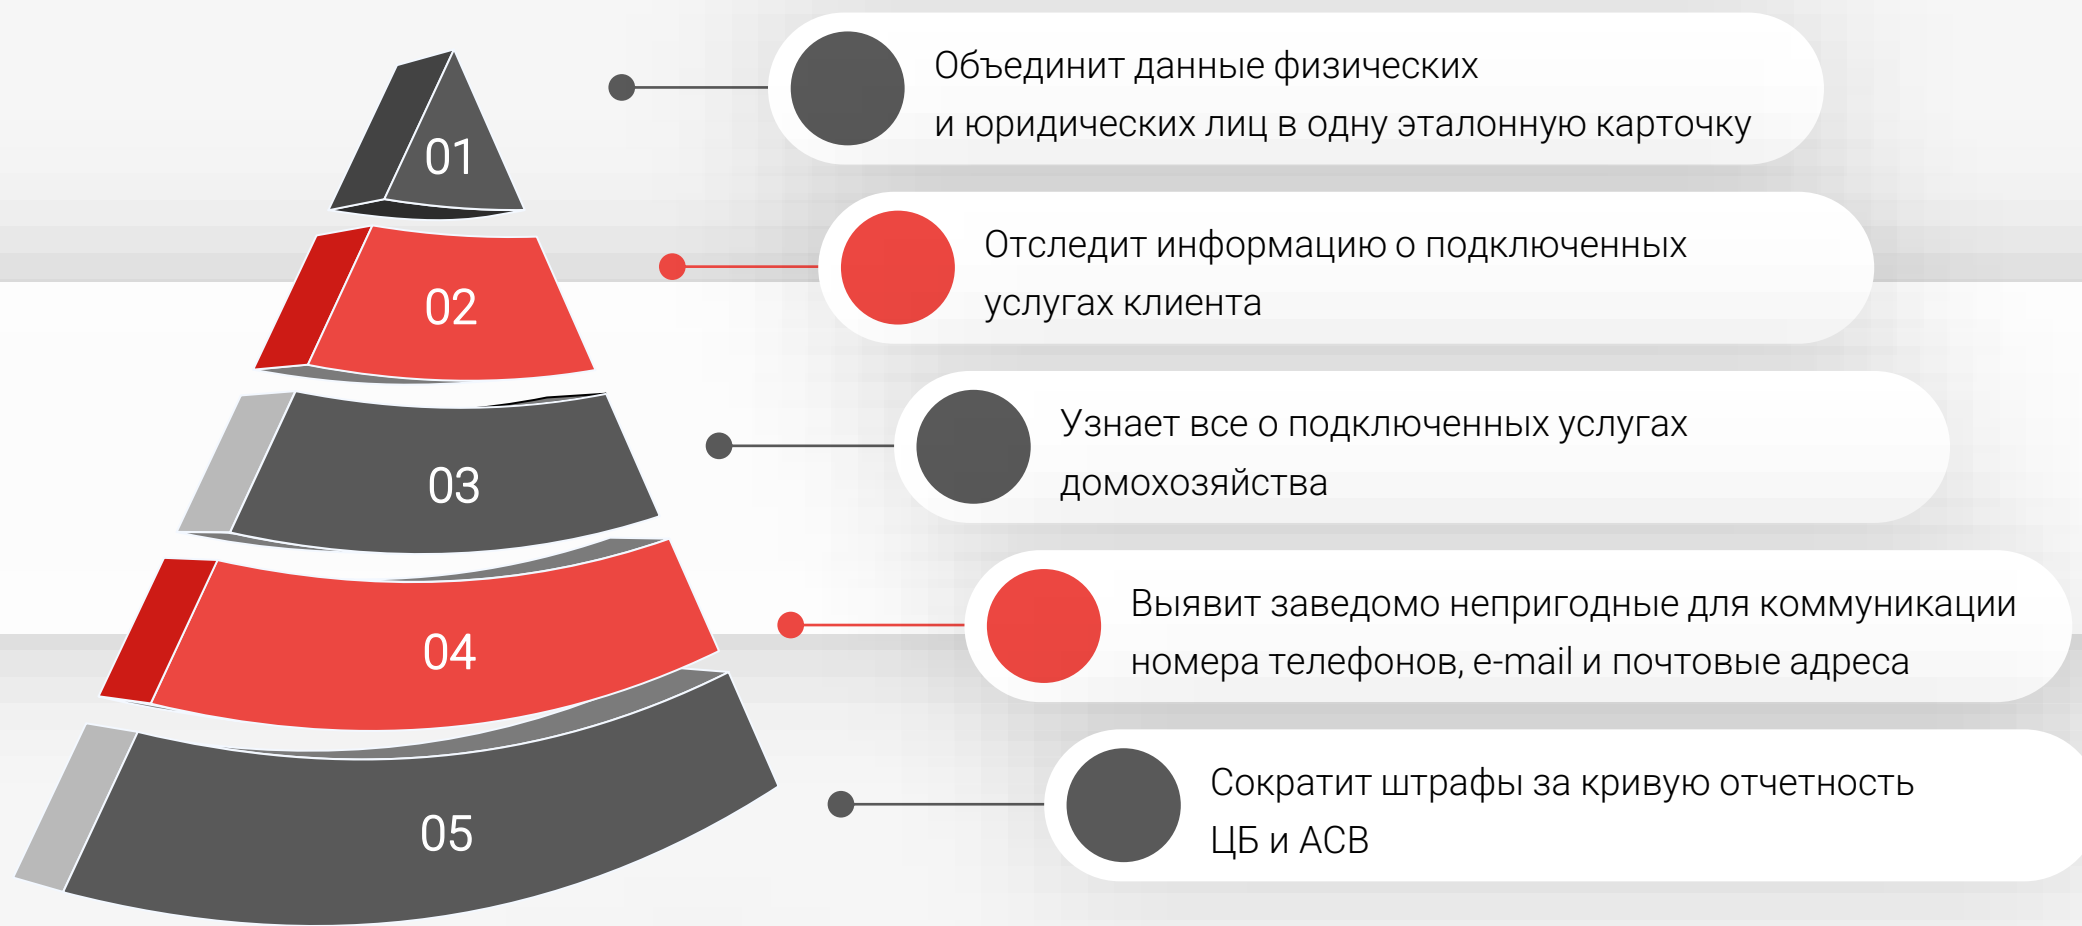 01
Объединит данные физических
и юридических лиц в одну эталонную карточку
02
Отследит информацию о подключенных
услугах клиента
03
Узнает все о подключенных услугах
домохозяйства
04
Выявит заведомо непригодные для коммуникации
номера телефонов, e-mail и почтовые адреса
05
Сократит штрафы за кривую отчетность
ЦБ и АСВ